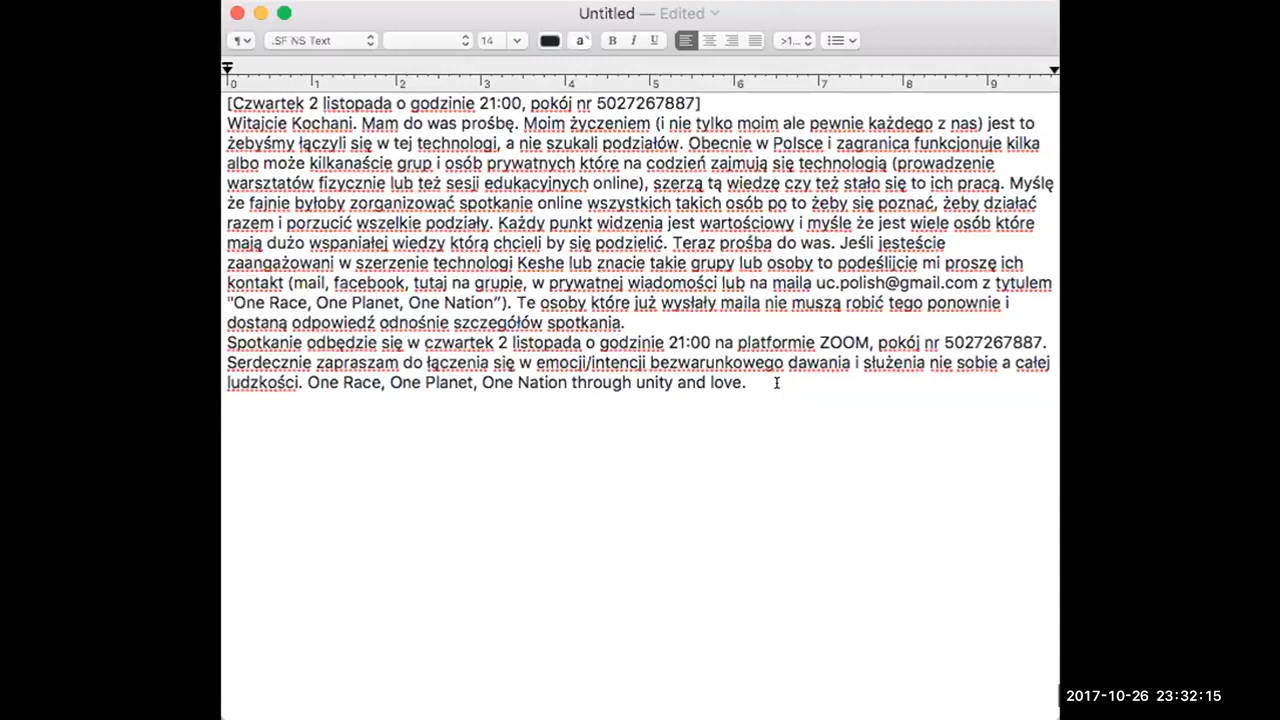 Untitled — Edited
.SF NS Text
14
a
B I U
>1...
0 1 2 3 4 5 6 7 8 9
[Czwartek 2 listopada o godzinie 21:00, pokój nr 5027267887]
Witajcie Kochani. Mam do was prośbę. Moim życzeniem (i nie tylko moim ale pewnie każdego z nas) jest to
żebyśmy łączyli się w tej technologi, a nie szukali podziałów. Obecnie w Polsce i zagranica funkcjonuje kilka
albo może kilkanaście grup i osób prywatnych które na codzień zajmują się technologią (prowadzenie
warsztatów fizycznie lub też sesji edukacyjnych online), szerzą tą wiedzę czy też stało się to ich pracą. Myślę
że fajnie byłoby zorganizować spotkanie online wszystkich takich osób po to żeby się poznać, żeby działać
razem i porzucić wszelkie podziały. Każdy punkt widzenia jest wartościowy i myśle że jest wiele osób które
mają dużo wspaniałej wiedzy którą chcieli by się podzielić. Teraz prośba do was. Jeśli jesteście
zaangażowani w szerzenie technologi Keshe lub znacie takie grupy lub osoby to podeślijcie mi proszę ich
kontakt (mail, facebook, tutaj na grupie, w prywatnej wiadomości lub na maila uc.polish@gmail.com z tytułem
"One Race, One Planet, One Nation”). Te osoby które już wysłały maila nie muszą robić tego ponownie i
dostaną odpowiedź odnośnie szczegółów spotkania.
Spotkanie odbędzie się w czwartek 2 listopada o godzinie 21:00 na platformie ZOOM, pokój nr 5027267887.
Serdecznie zapraszam do łączenia się w emocji/intencji bezwarunkowego dawania i służenia nie sobie a całej
ludzkości. One Race, One Planet, One Nation through unity and love.
2017-10-26 23:32:15